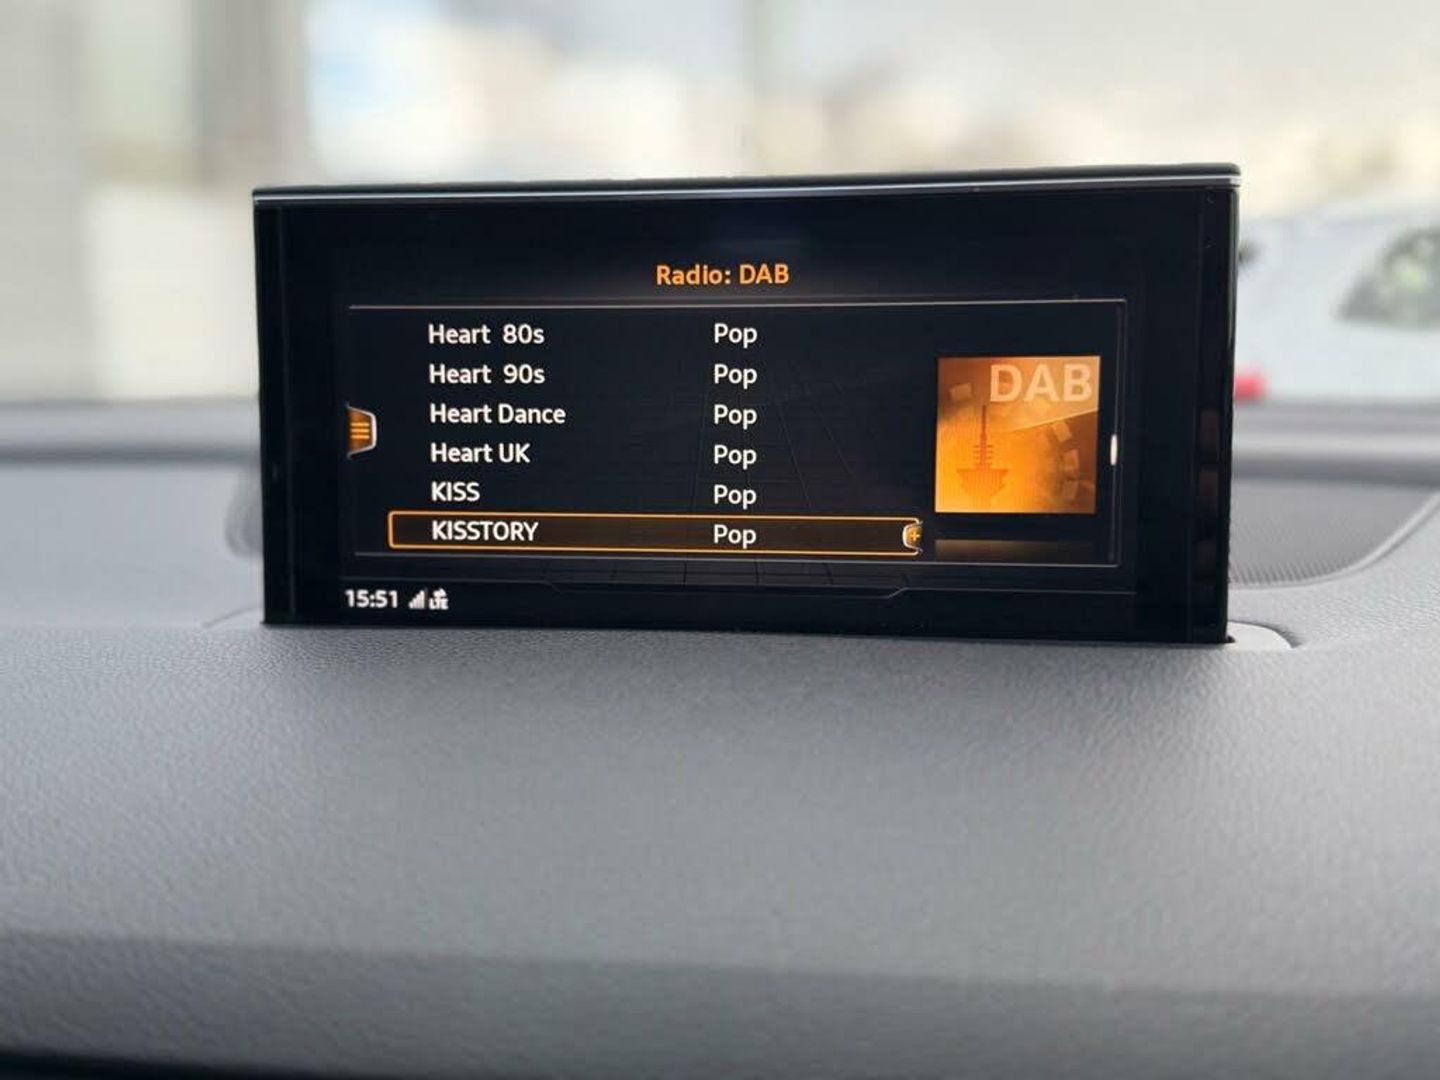 Radio: DAB
Heart 80s Pop
Heart 90s Pop
Heart Dance Pop
Heart UK Pop
KISS Pop
KISSTORY Pop
DAB
15:51 LTE